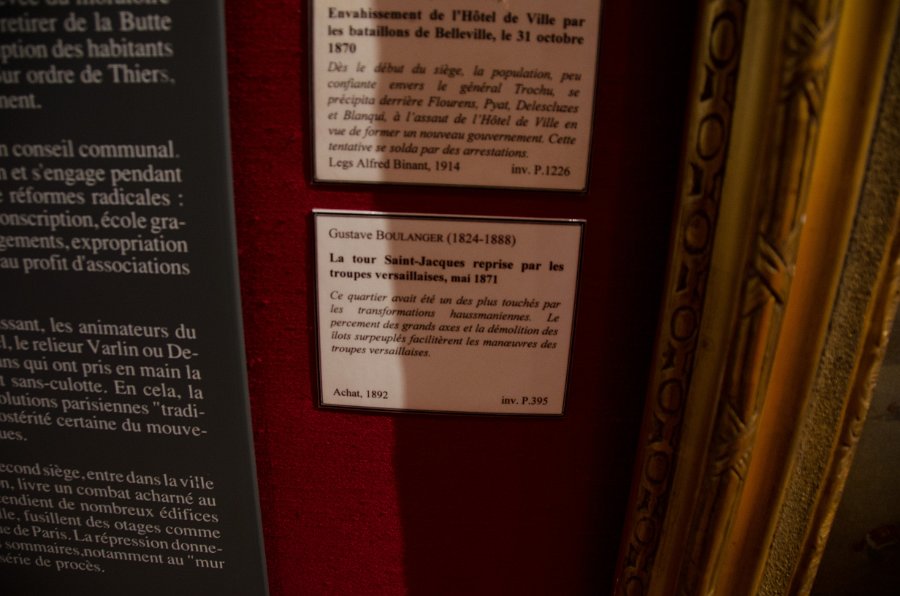 retirer de la Butte
ption des habitants
ur ordre de Thiers,
ment.
n conseil communal.
n et s'engage pendant
réformes radicales :
onscription, école gra-
gements, expropriation
au profit d'associations
ssant, les animateurs du
l, le relieur Varlin ou De-
ns qui ont pris en main la
t sans-culotte. En cela, la
olutions parisiennes "tradi-
ostérité certaine du mouve-
ues.
econd siège, entre dans la ville
n, livre un combat acharné au
cendient de nombreux édifices
lle, fusillent des otages comme
ue de Paris. La répression donne-
s sommaires, notamment au "mur
série de procès.
Envahissement de l'Hôtel de Ville par
les bataillons de Belleville, le 31 octobre
1870
Dès le début du siège, la population, peu
confiante envers le général Trochu, se
précipita derrière Flourens, Pyat, Delescluzes
et Blanqui, à l'assaut de l'Hôtel de Ville en
vue de former un nouveau gouvernement. Cette
tentative se solda par des arrestations.
Legs Alfred Binant, 1914 inv. P.1226
Gustave BOULANGER (1824-1888)
La tour Saint-Jacques reprise par les
troupes versaillaises, mai 1871
Ce quartier avait été un des plus touchés par
les transformations haussmaniennes. Le
percement des grands axes et la démolition des
îlots surpeuplés facilitèrent les manœuvres des
troupes versaillaises.
Achat, 1892 inv. P.395